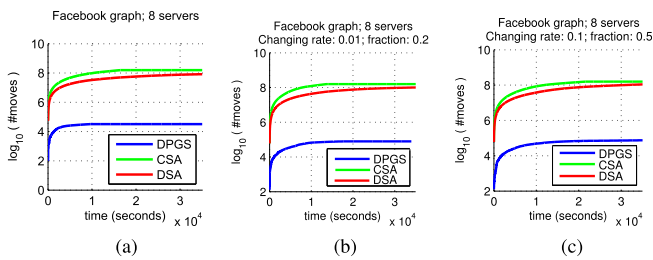 Facebook graph; 8 servers
10
8
6
4
2
0
log10 ( #moves )
DPGS
CSA
DSA
0 1 2 3
time (seconds) x 10^4
(a)
Facebook graph; 8 servers
Changing rate: 0.01; fraction: 0.2
10
8
6
4
2
log10 ( #moves )
DPGS
CSA
DSA
0 1 2 3
time (seconds) x 10^4
(b)
Facebook graph; 8 servers
Changing rate: 0.1; fraction: 0.5
10
8
6
4
2
log10 ( #moves )
DPGS
CSA
DSA
0 1 2 3
time (seconds) x 10^4
(c)